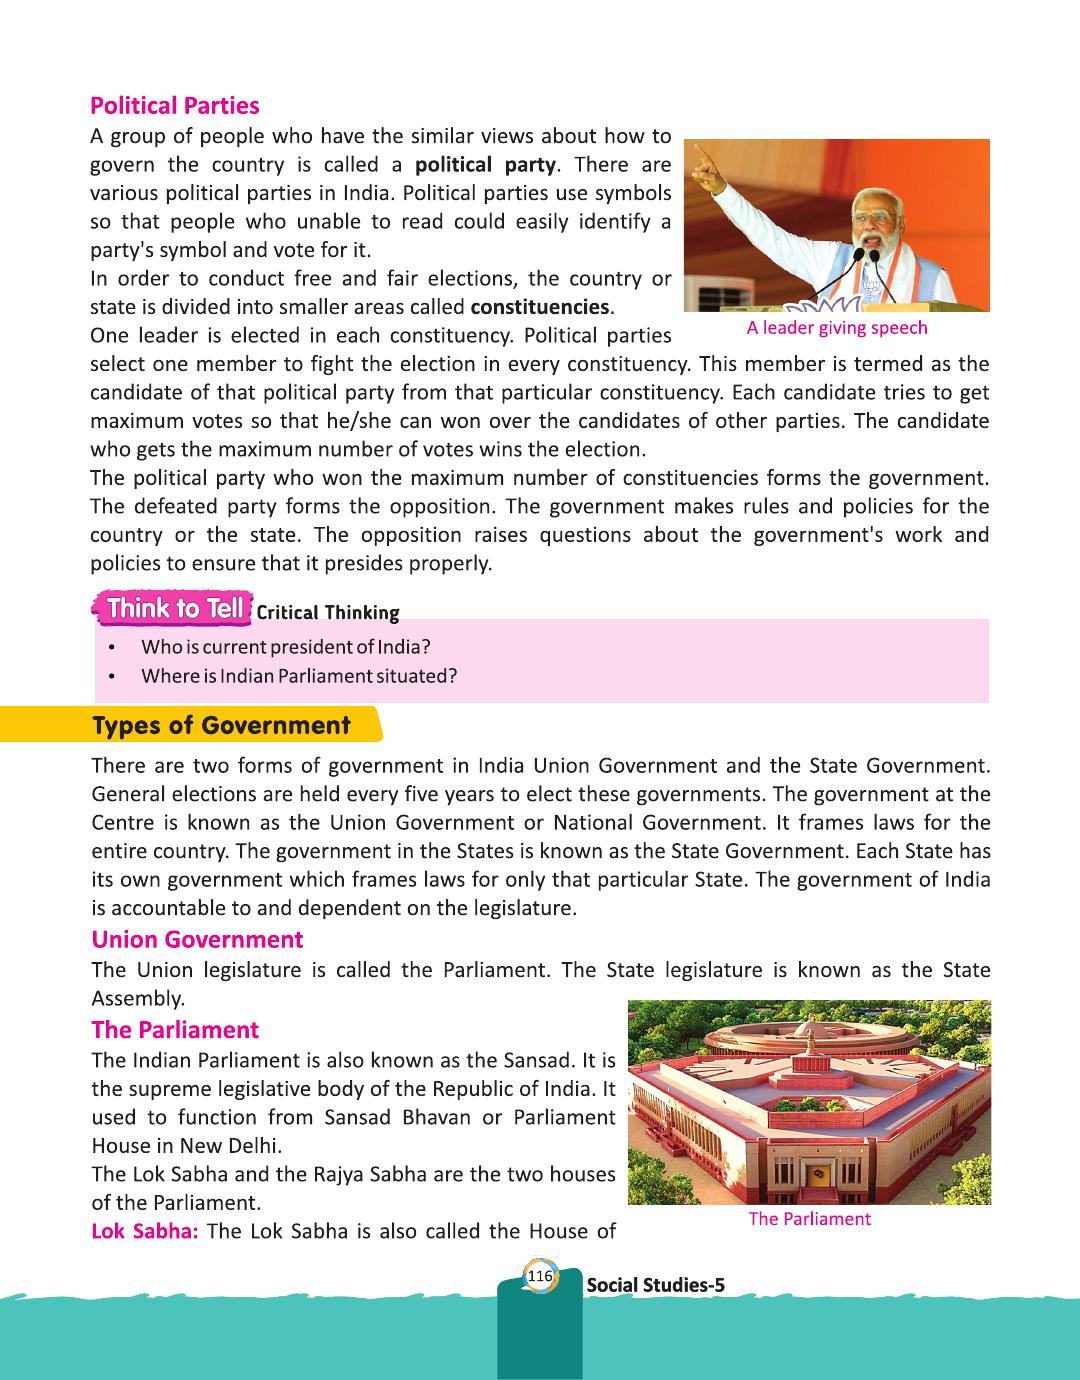 Political Parties
A group of people who have the similar views about how to
govern the country is called a political party. There are
various political parties in India. Political parties use symbols
so that people who unable to read could easily identify a
party's symbol and vote for it.
In order to conduct free and fair elections, the country or
state is divided into smaller areas called constituencies.
A leader giving speech
One leader is elected in each constituency. Political parties
select one member to fight the election in every constituency. This member is termed as the
candidate of that political party from that particular constituency. Each candidate tries to get
maximum votes so that he/she can won over the candidates of other parties. The candidate
who gets the maximum number of votes wins the election.
The political party who won the maximum number of constituencies forms the government.
The defeated party forms the opposition. The government makes rules and policies for the
country or the state. The opposition raises questions about the government's work and
policies to ensure that it presides properly.
Think to Tell Critical Thinking
• Who is current president of India?
• Where is Indian Parliament situated?
Types of Government
There are two forms of government in India Union Government and the State Government.
General elections are held every five years to elect these governments. The government at the
Centre is known as the Union Government or National Government. It frames laws for the
entire country. The government in the States is known as the State Government. Each State has
its own government which frames laws for only that particular State. The government of India
is accountable to and dependent on the legislature.
Union Government
The Union legislature is called the Parliament. The State legislature is known as the State
Assembly.
The Parliament
The Indian Parliament is also known as the Sansad. It is
the supreme legislative body of the Republic of India. It
used to function from Sansad Bhavan or Parliament
House in New Delhi.
The Lok Sabha and the Rajya Sabha are the two houses
of the Parliament.
The Parliament
Lok Sabha: The Lok Sabha is also called the House of
116
Social Studies-5